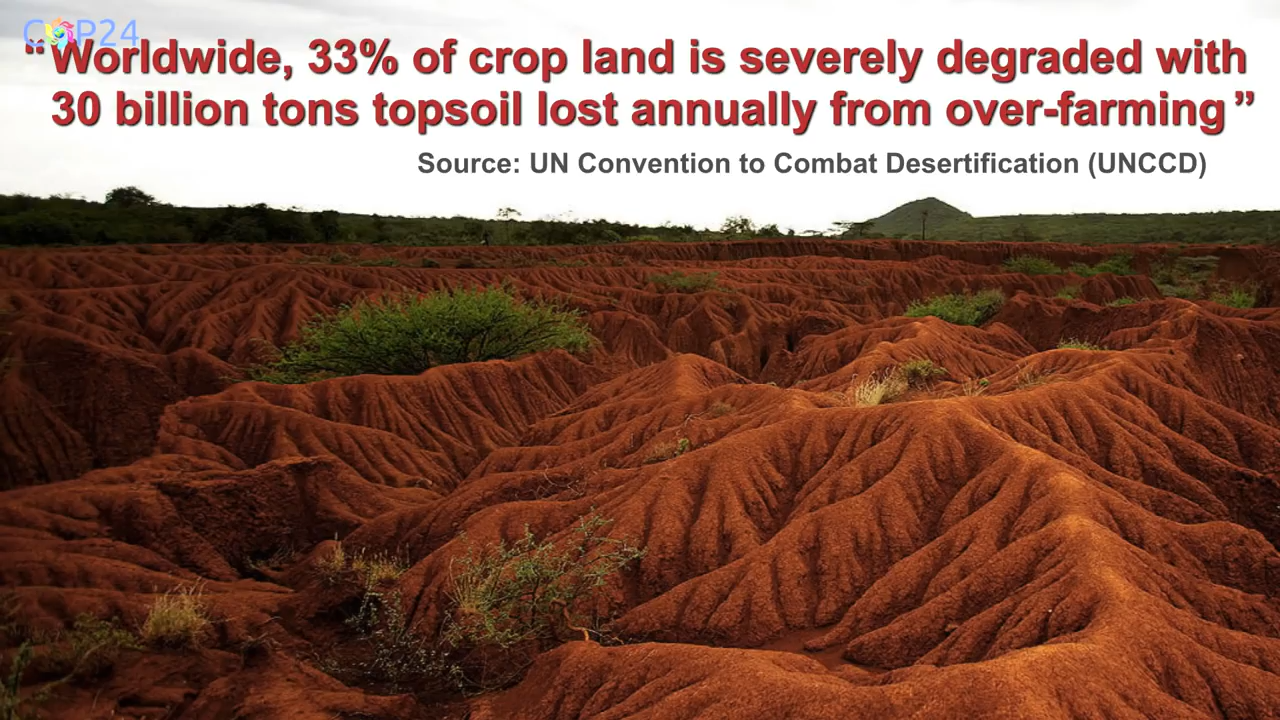 COP24
“Worldwide, 33% of crop land is severely degraded with
30 billion tons topsoil lost annually from over-farming”
Source: UN Convention to Combat Desertification (UNCCD)